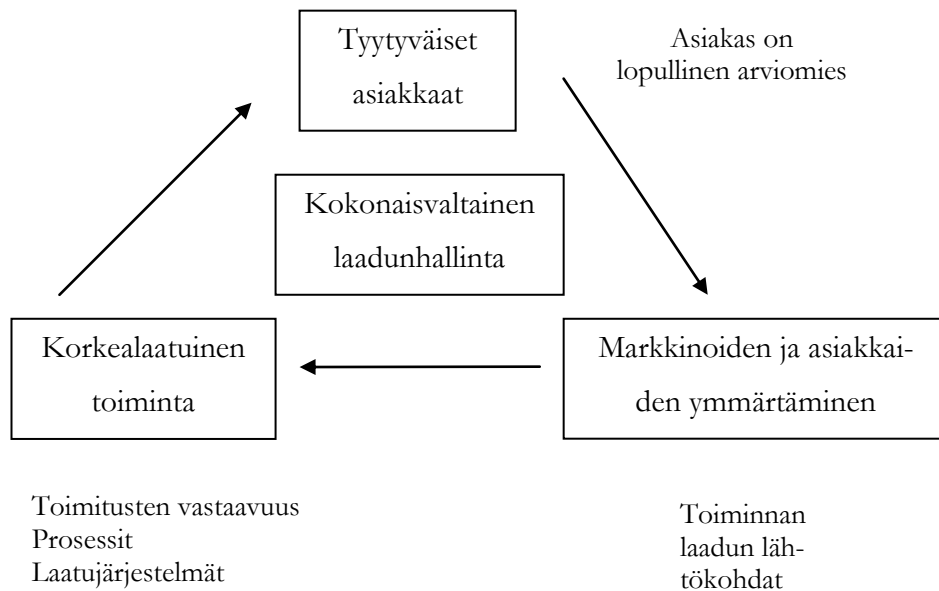 Tyytyväiset
asiakkaat
Asiakas on
lopullinen arviomies
Kokonaisvaltainen
laadunhallinta
Korkealaatuinen
toiminta
Markkinoiden ja asiakkai-
den ymmärtäminen
Toimitusten vastaavuus
Prosessit
Laatujärjestelmät
Toiminnan
laadun läh-
tökohdat